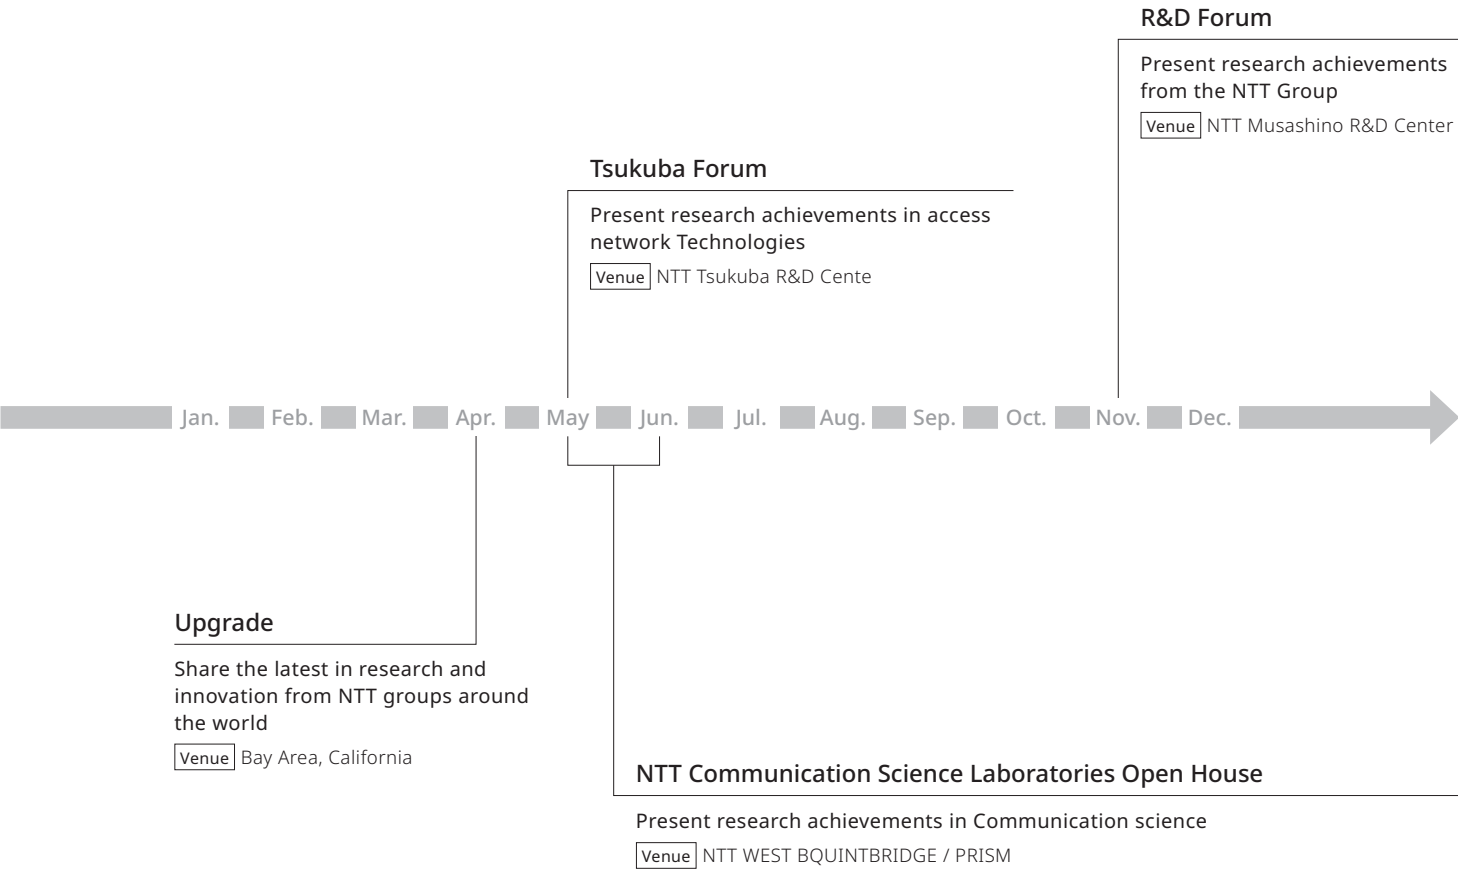 R&D Forum
Present research achievements
from the NTT Group
Venue NTT Musashino R&D Center
Tsukuba Forum
Present research achievements in access
network Technologies
Venue NTT Tsukuba R&D Cente
Jan. Feb. Mar. Apr. May Jun. Jul. Aug. Sep. Oct. Nov. Dec.
Upgrade
Share the latest in research and
innovation from NTT groups around
the world
Venue Bay Area, California
NTT Communication Science Laboratories Open House
Present research achievements in Communication science
Venue NTT WEST BQUINTBRIDGE / PRISM